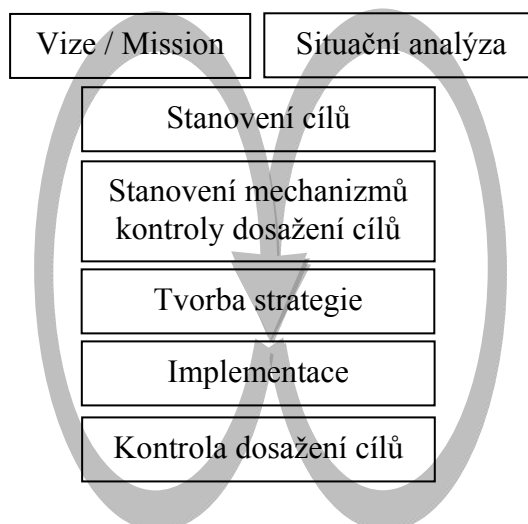 Vize / Mission
Situační analýza
Stanovení cílů
Stanovení mechanizmů
kontroly dosažení cílů
Tvorba strategie
Implementace
Kontrola dosažení cílů